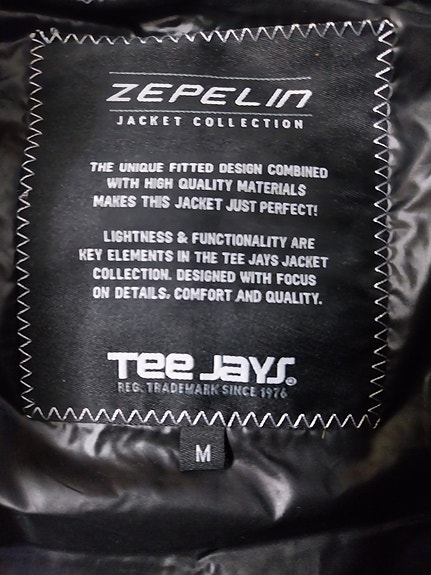 ZEPELIN
JACKET COLLECTION
THE UNIQUE FITTED DESIGN COMBINED
WITH HIGH QUALITY MATERIALS
MAKES THIS JACKET JUST PERFECT!
LIGHTNESS & FUNCTIONALITY ARE
KEY ELEMENTS IN THE TEE JAYS JACKET
COLLECTION. DESIGNED WITH FOCUS
ON DETAILS. COMFORT AND QUALITY.
Tee Jays®
REG. TRADEMARK SINCE 1976
M